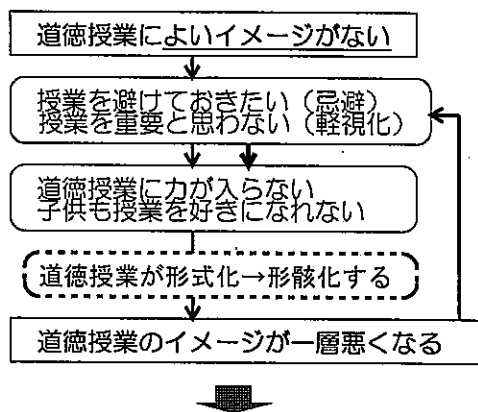 道徳授業によいイメージがない
授業を避けておきたい（忌避）
授業を重要と思わない（軽視化）
道徳授業に力が入らない
子供も授業を好きになれない
道徳授業が形式化→形骸化する
道徳授業のイメージが一層悪くなる